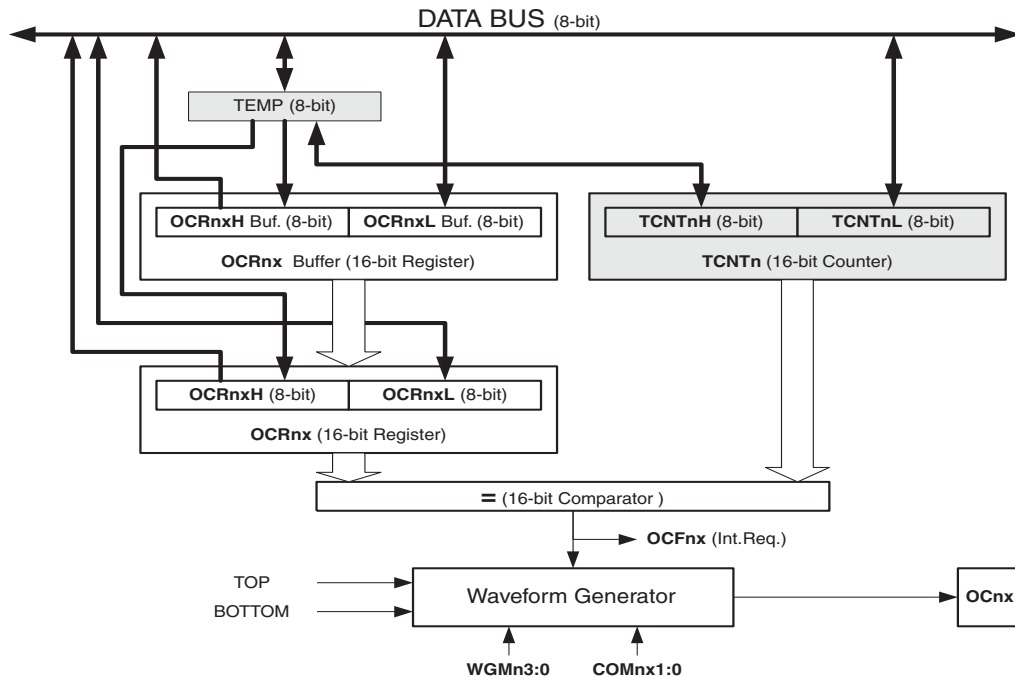 DATA BUS (8-bit)
TEMP (8-bit)
OCRnxH Buf. (8-bit) OCRnxL Buf. (8-bit)
OCRnx Buffer (16-bit Register)
TCNTnH (8-bit) TCNTnL (8-bit)
TCNTn (16-bit Counter)
OCRnxH (8-bit) OCRnxL (8-bit)
OCRnx (16-bit Register)
= (16-bit Comparator )
OCFnx (Int.Req.)
TOP
BOTTOM
Waveform Generator
OCnx
WGMn3:0 COMnx1:0